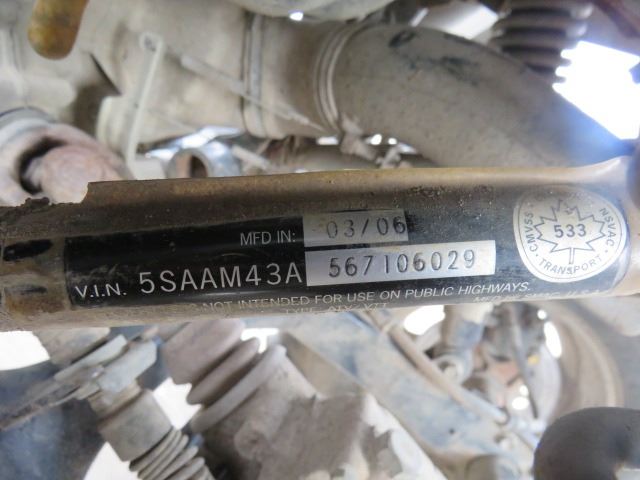 MFD IN: 03/06
V.I.N. 5SAAM43A 567106029
NOT INTENDED FOR USE ON PUBLIC HIGHWAYS.
CMVSS
NSVAC
533
TRANSPORT